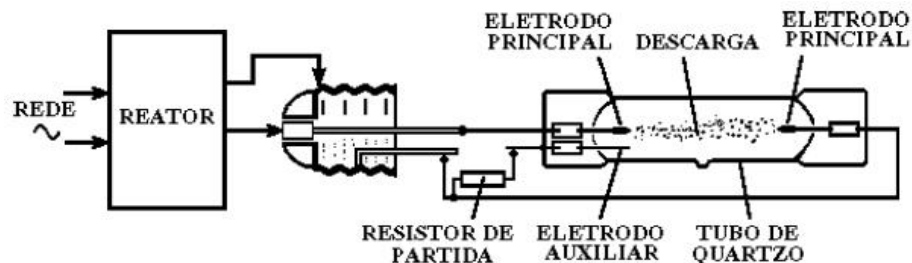 ELETRODO
PRINCIPAL
DESCARGA
ELETRODO
PRINCIPAL
REDE
REATOR
RESISTOR DE
PARTIDA
ELETRODO
AUXILIAR
TUBO DE
QUARTZO